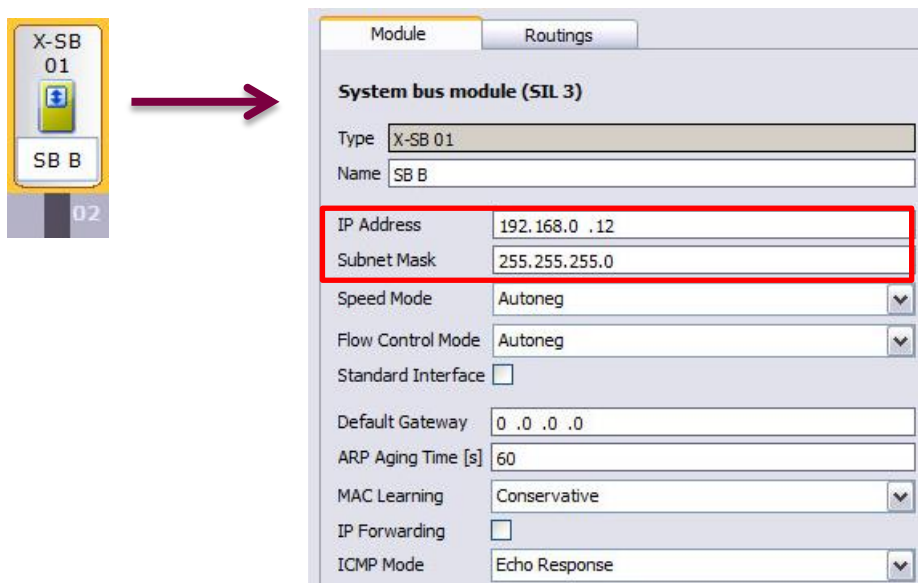 X-SB
01
SB B
02
Module Routings
System bus module (SIL 3)
Type X-SB 01
Name SB B
IP Address 192.168.0 .12
Subnet Mask 255.255.255.0
Speed Mode Autoneg
Flow Control Mode Autoneg
Standard Interface
Default Gateway 0 .0 .0 .0
ARP Aging Time [s] 60
MAC Learning Conservative
IP Forwarding
ICMP Mode Echo Response